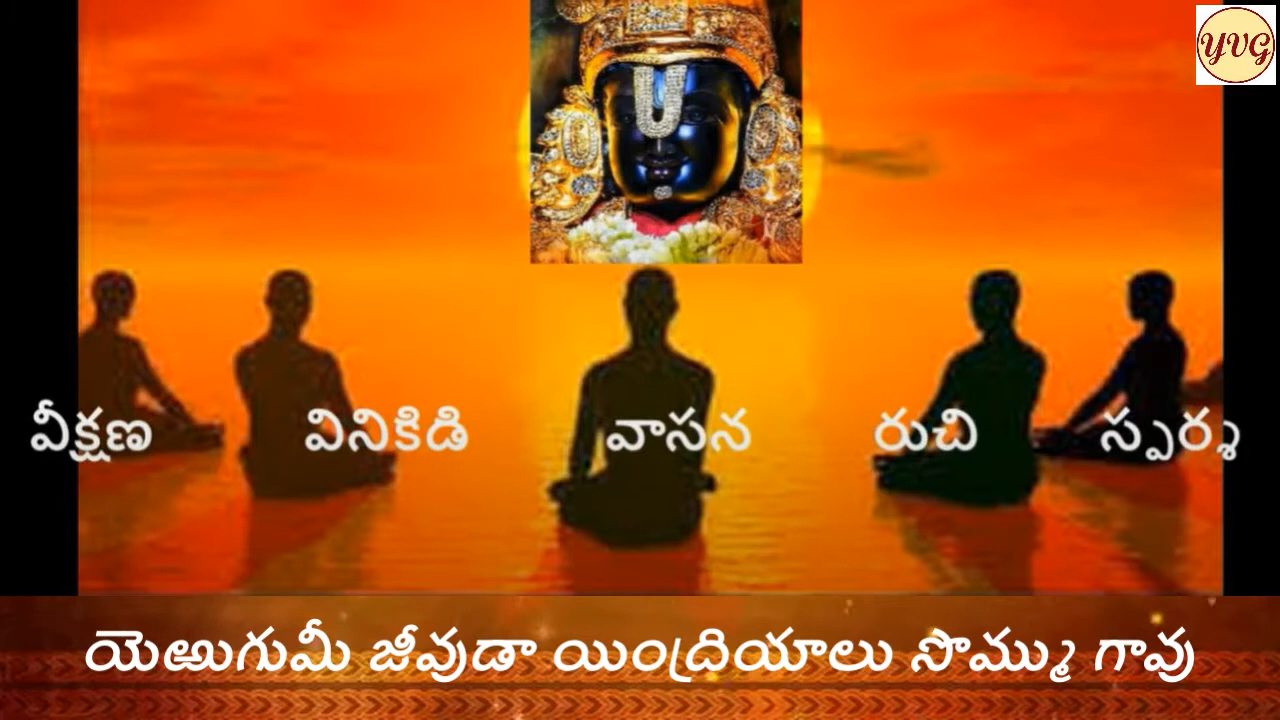 YVG
వీక్షణ వినికిడి వాసన రుచి స్పర్శ
యెఱుగుమీ జీవుడా యింద్రియాలు సొమ్ము గావు